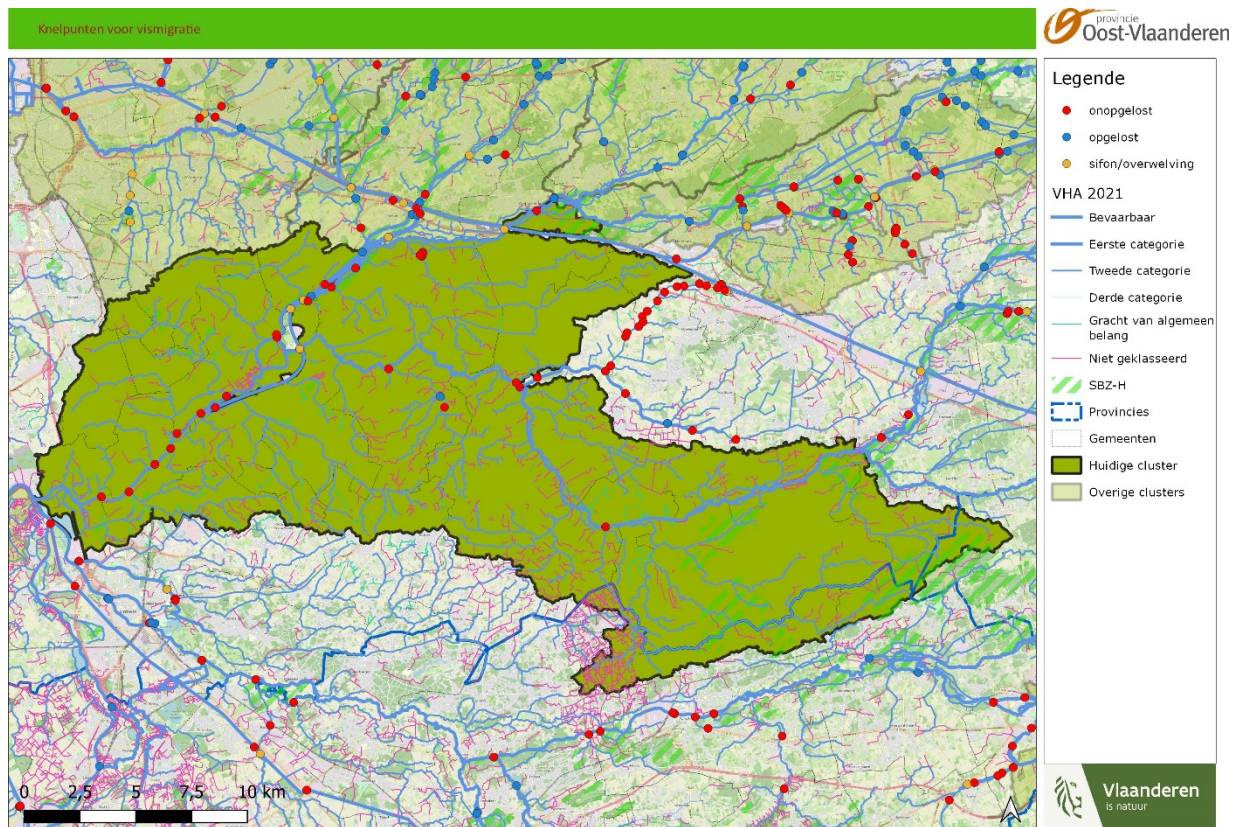 Knelpunten voor vismigratie
provincie
Oost-Vlaanderen
Legende
onopgelost
opgelost
sifon/overwelving
VHA 2021
Bevaarbaar
Eerste categorie
Tweede categorie
Derde categorie
Gracht van algemeen
belang
Niet geklasseerd
SBZ-H
Provincies
Gemeenten
Huidige cluster
Overige clusters
0 2,5 5 7,5 10 km
Vlaanderen
is natuur